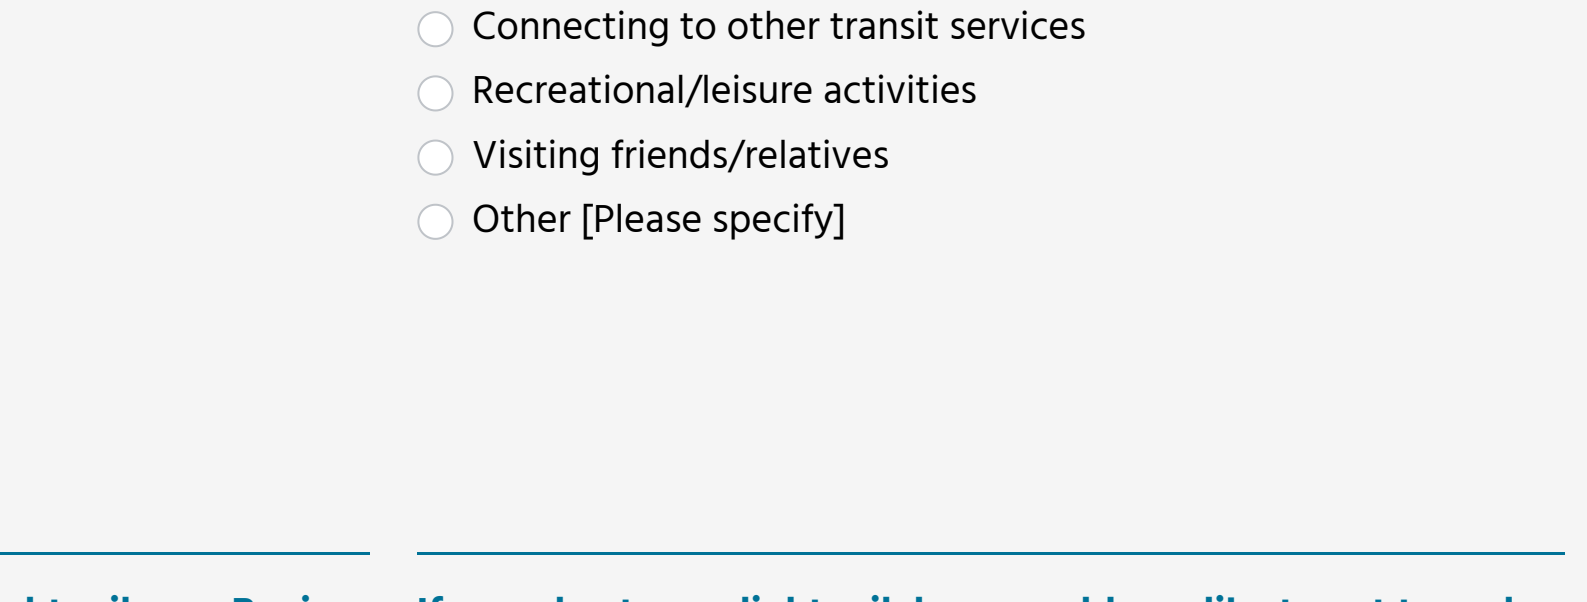 Connecting to other transit services
Recreational/leisure activities
Visiting friends/relatives
Other [Please specify]